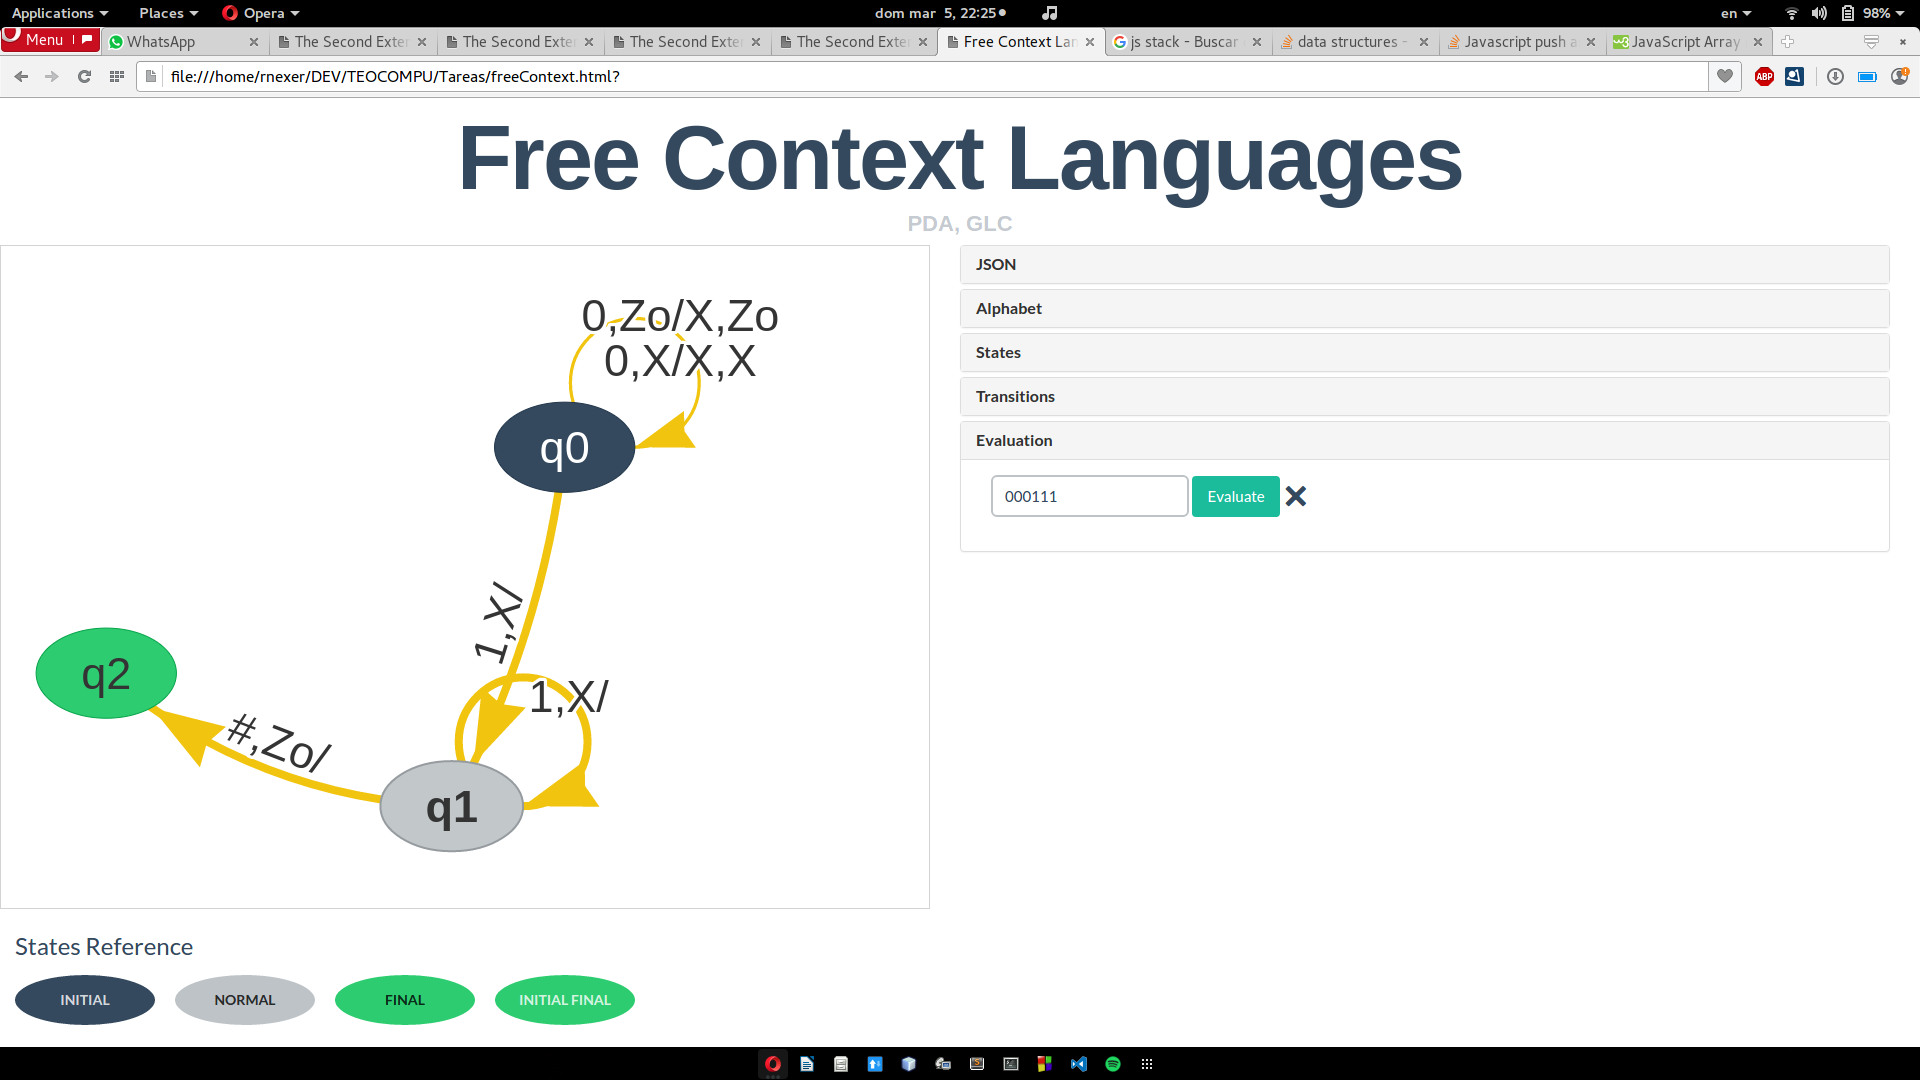 Applications Places Opera dom mar 5, 22:25 en 98%
Menu WhatsApp The Second Exte The Second Exte The Second Exte The Second Exte Free Context Lan js stack - Buscar data structures - Javascript push a JavaScript Array
file:///home/rnexer/DEV/TEOCOMPU/Tareas/freeContext.html? ABP
Free Context Languages
PDA, GLC
0,Zo/X,Zo
0,X/X,X
q0
1,X/
1,X/
q2
#,Zo/
q1
JSON
Alphabet
States
Transitions
Evaluation
000111 Evaluate
States Reference
INITIAL NORMAL FINAL INITIAL FINAL